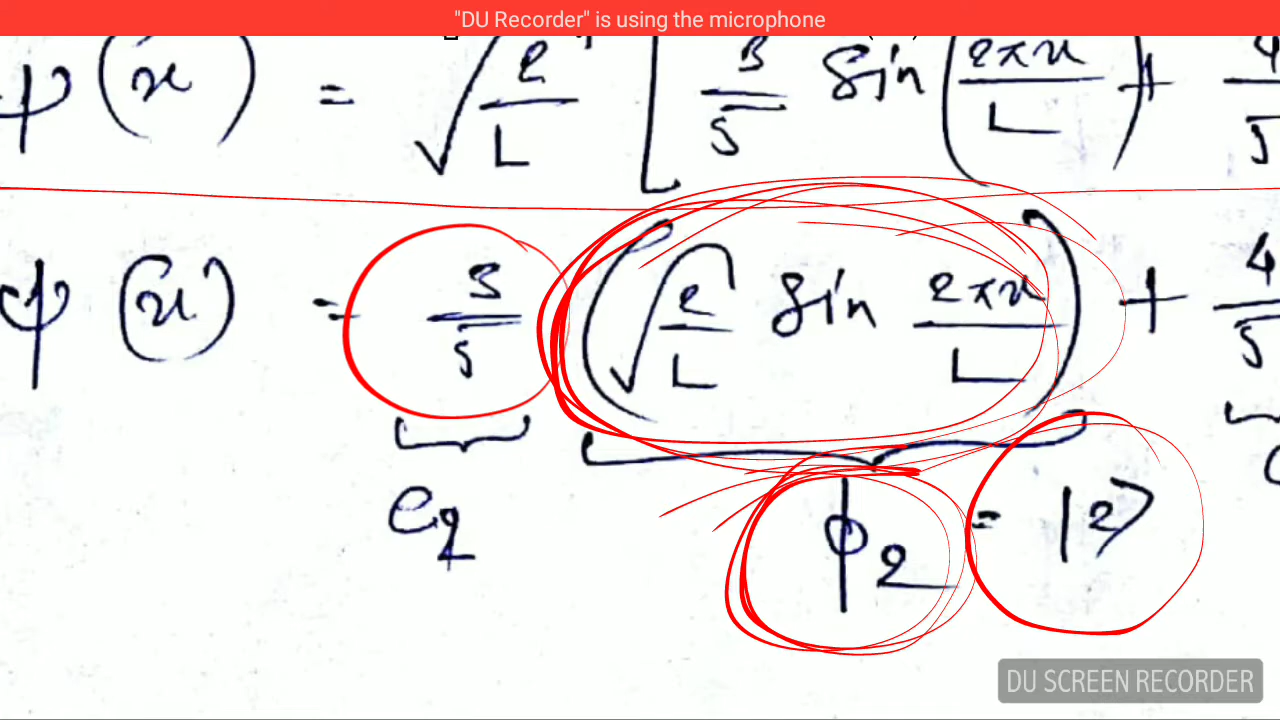 "DU Recorder" is using the microphone
ψ(x) = √(2/L) [ 3/5 sin(2πx/L) + 4/5
ψ(x) = 3/5 (√(2/L) sin 2πx/L) + 4/5
c₂ ϕ₂ = |2⟩
DU SCREEN RECORDER